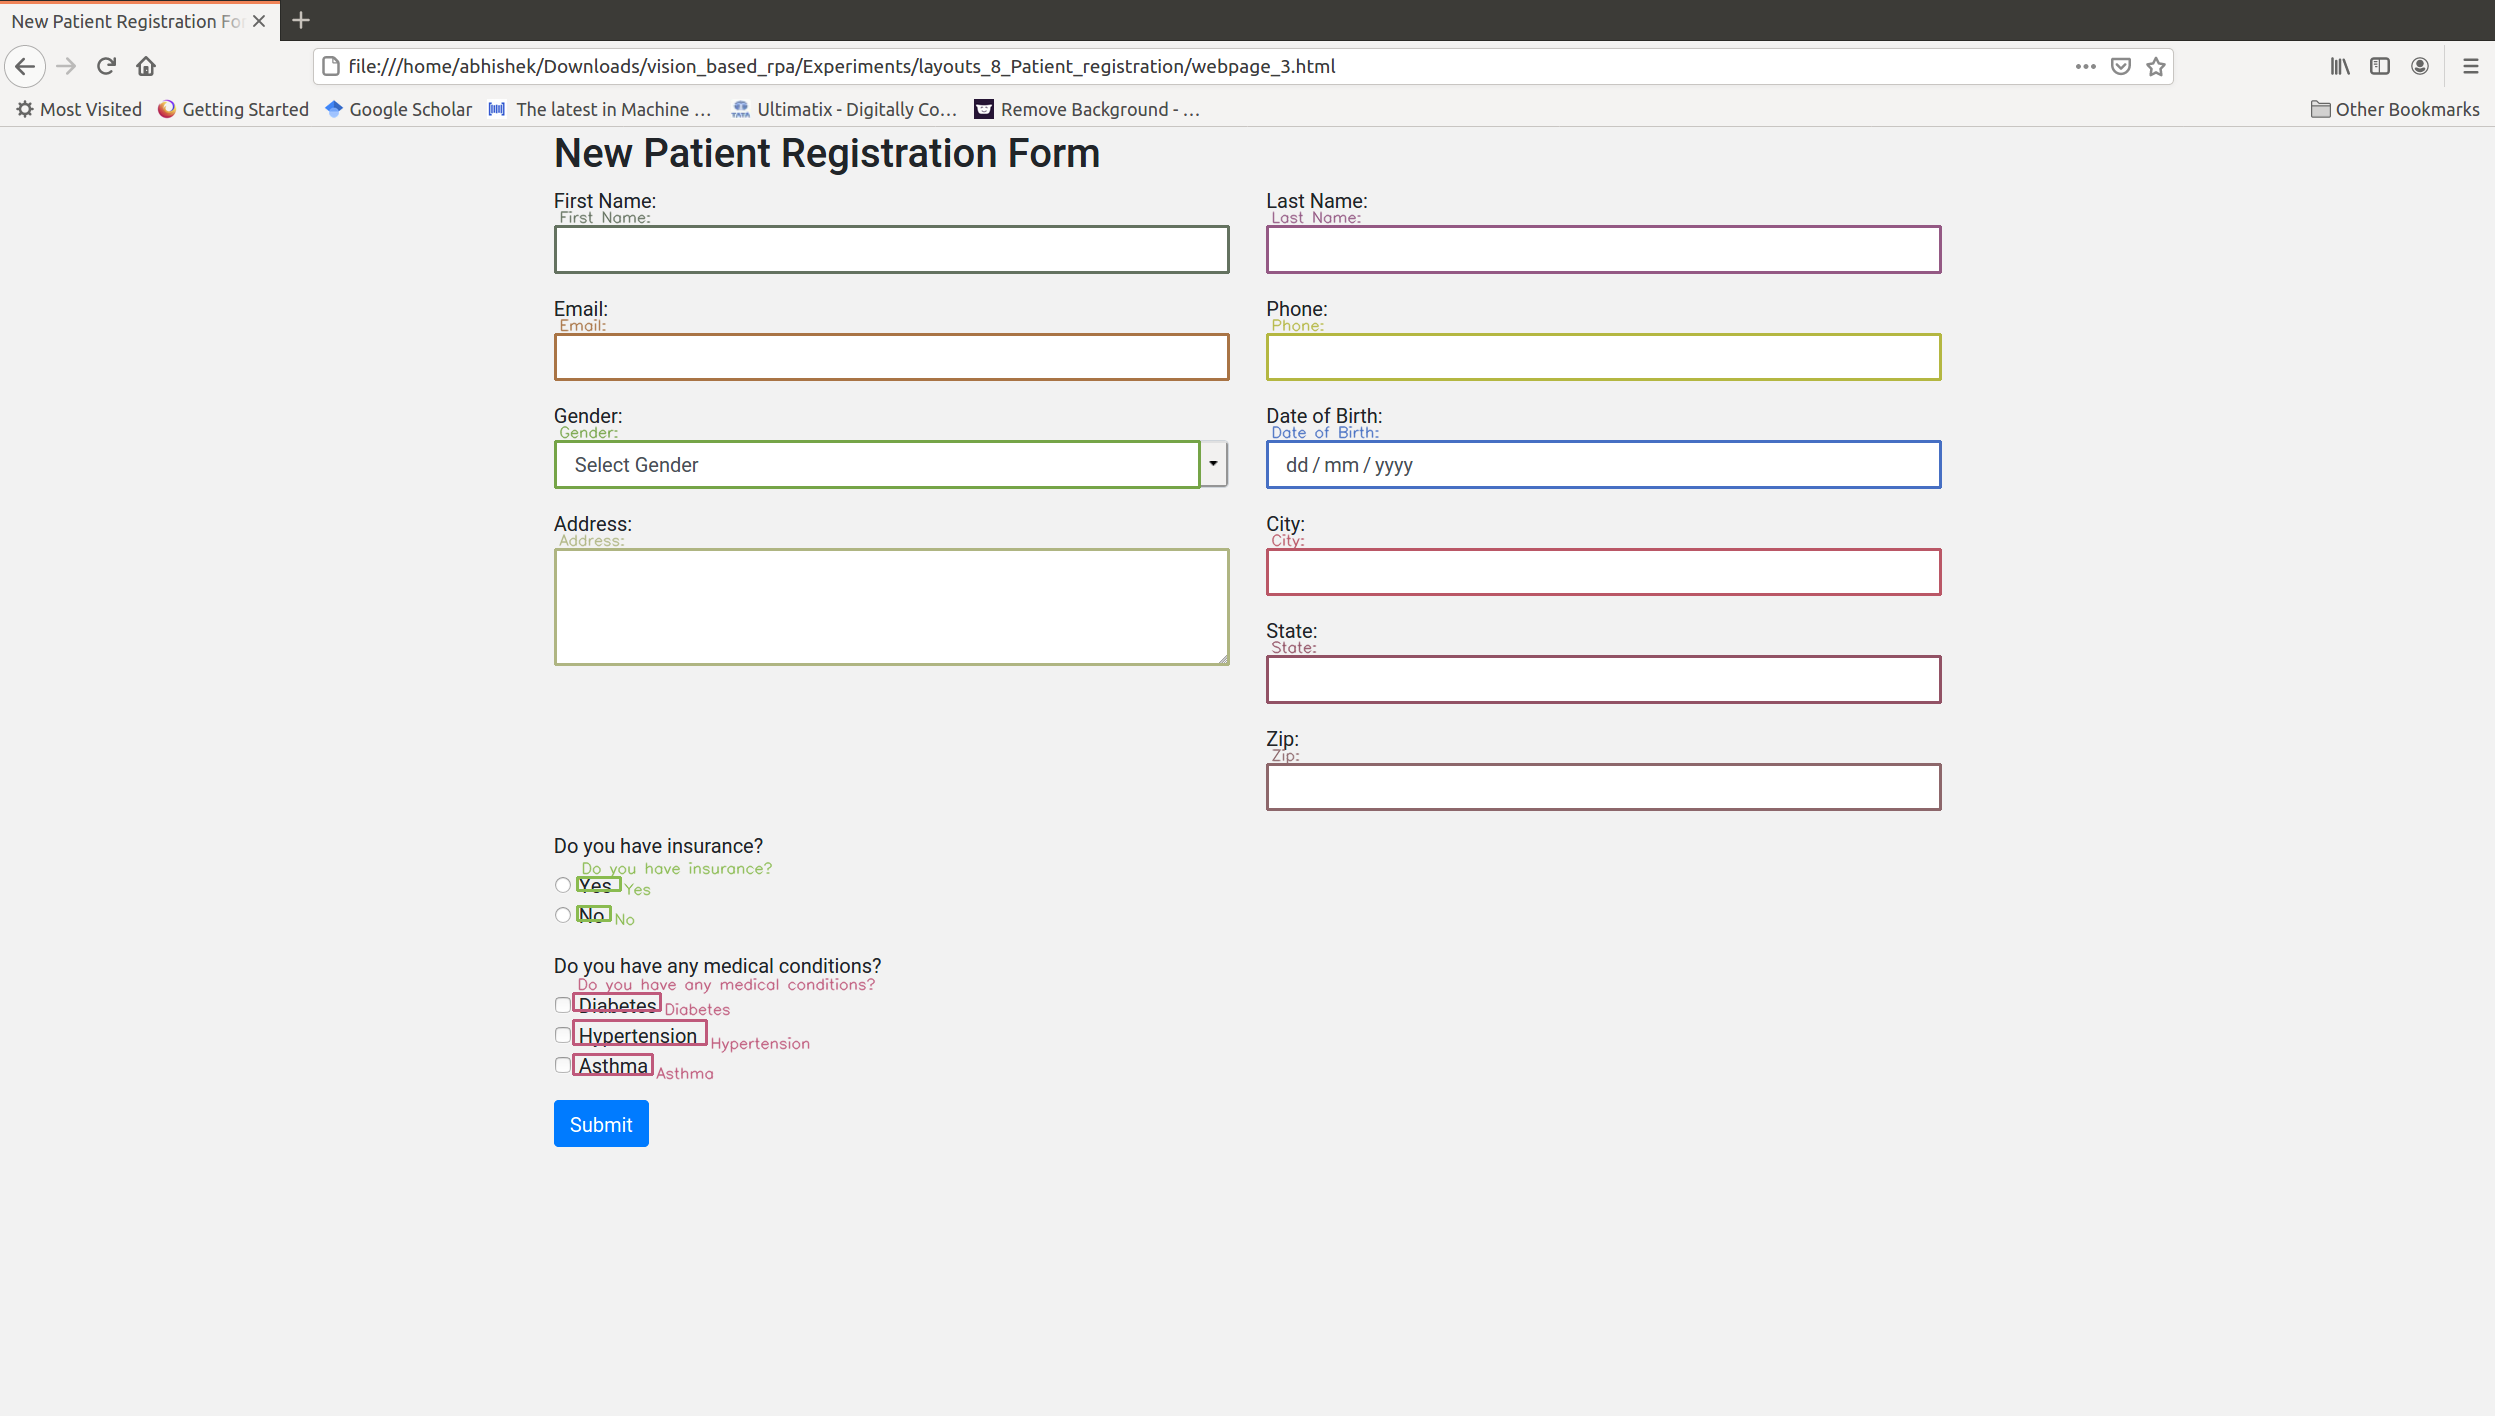 New Patient Registration Fo
file:///home/abhishek/Downloads/vision_based_rpa/Experiments/layouts_8_Patient_registration/webpage_3.html
Most Visited Getting Started Google Scholar The latest in Machine … Ultimatix - Digitally Co… Remove Background - … Other Bookmarks
New Patient Registration Form
First Name: Last Name:
First Name: Last Name:
Email: Phone:
Email: Phone:
Gender: Date of Birth:
Gender: Date of Birth:
Select Gender dd / mm / yyyy
Address: City:
Address: City:
State:
State:
Zip:
Zip:
Do you have insurance?
Do you have insurance?
Yes Yes
No No
Do you have any medical conditions?
Do you have any medical conditions?
Diabetes Diabetes
Hypertension Hypertension
Asthma Asthma
Submit